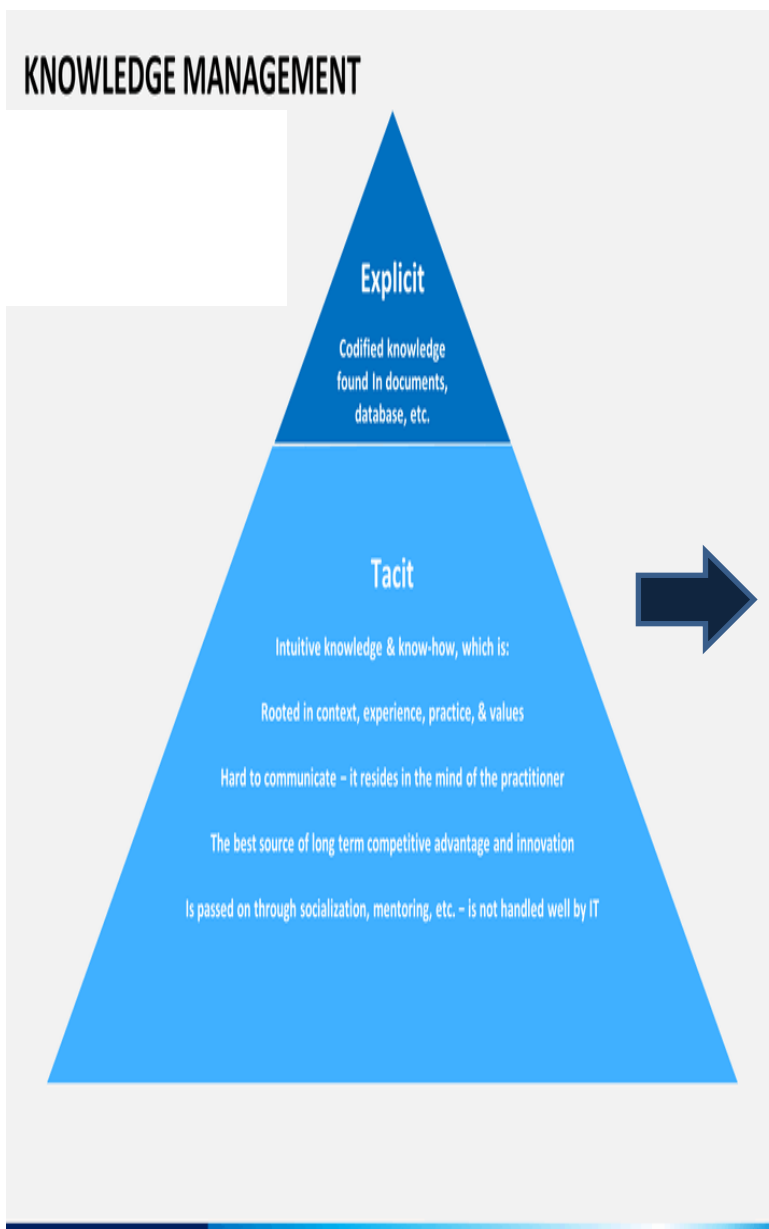 KNOWLEDGE MANAGEMENT
Explicit
Codified knowledge
found In documents,
database, etc.
Tacit
Intuitive knowledge & know-how, which is:
Rooted in context, experience, practice, & values
Hard to communicate – it resides in the mind of the practitioner
The best source of long term competitive advantage and innovation
Is passed on through socialization, mentoring, etc. – is not handled well by IT